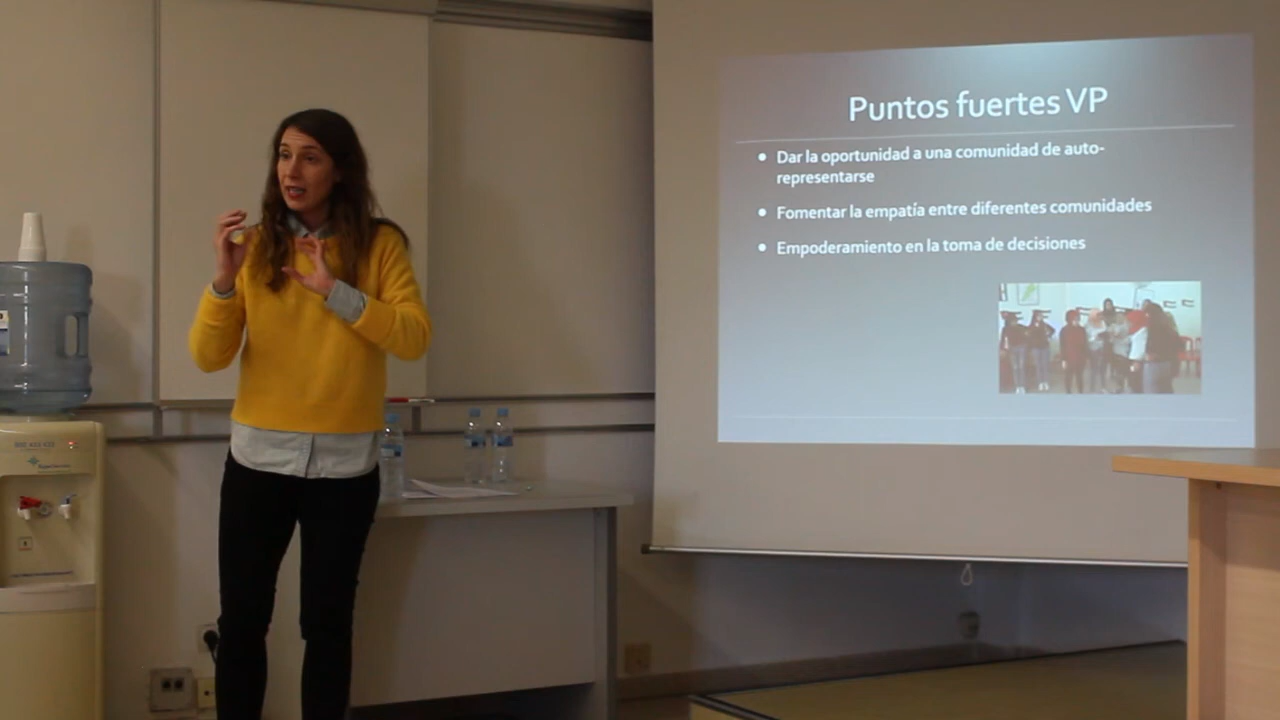 Puntos fuertes VP
• Dar la oportunidad a una comunidad de auto-
representarse
• Fomentar la empatía entre diferentes comunidades
• Empoderamiento en la toma de decisiones